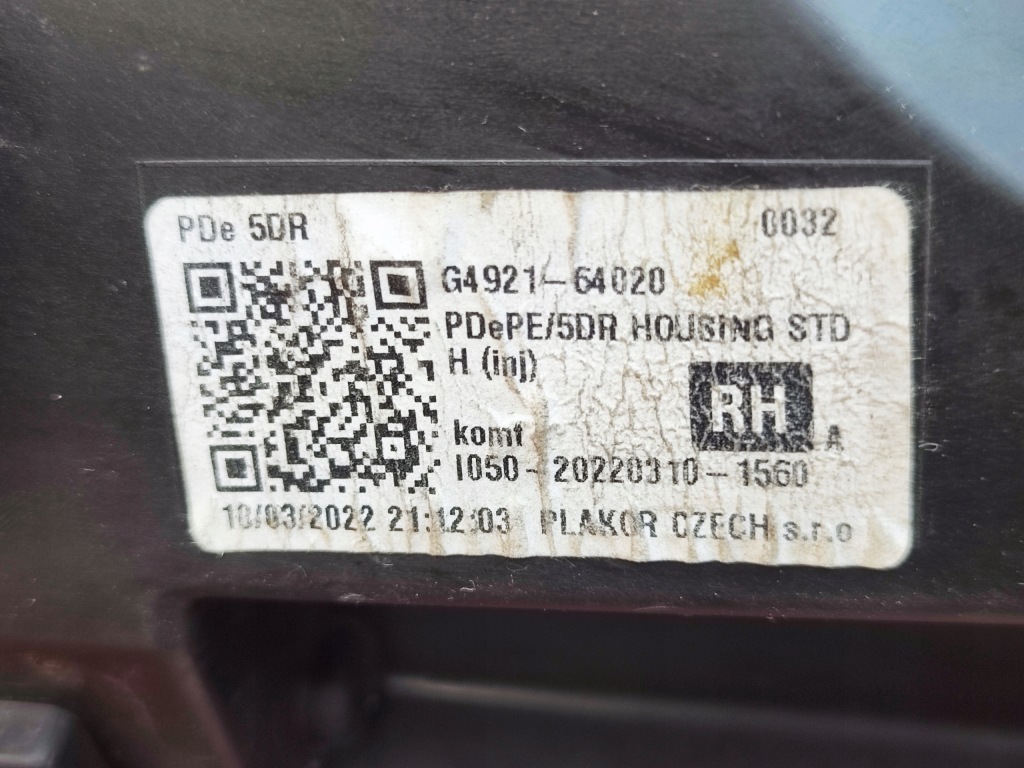 PDe 5DR 0032
G4921-64020
PDePE/5DR HOUSING STD
H (inj)
RH
komt A
I050-20220310-1560
10/03/2022 21:12:03 PLAKOR CZECH s.r.o